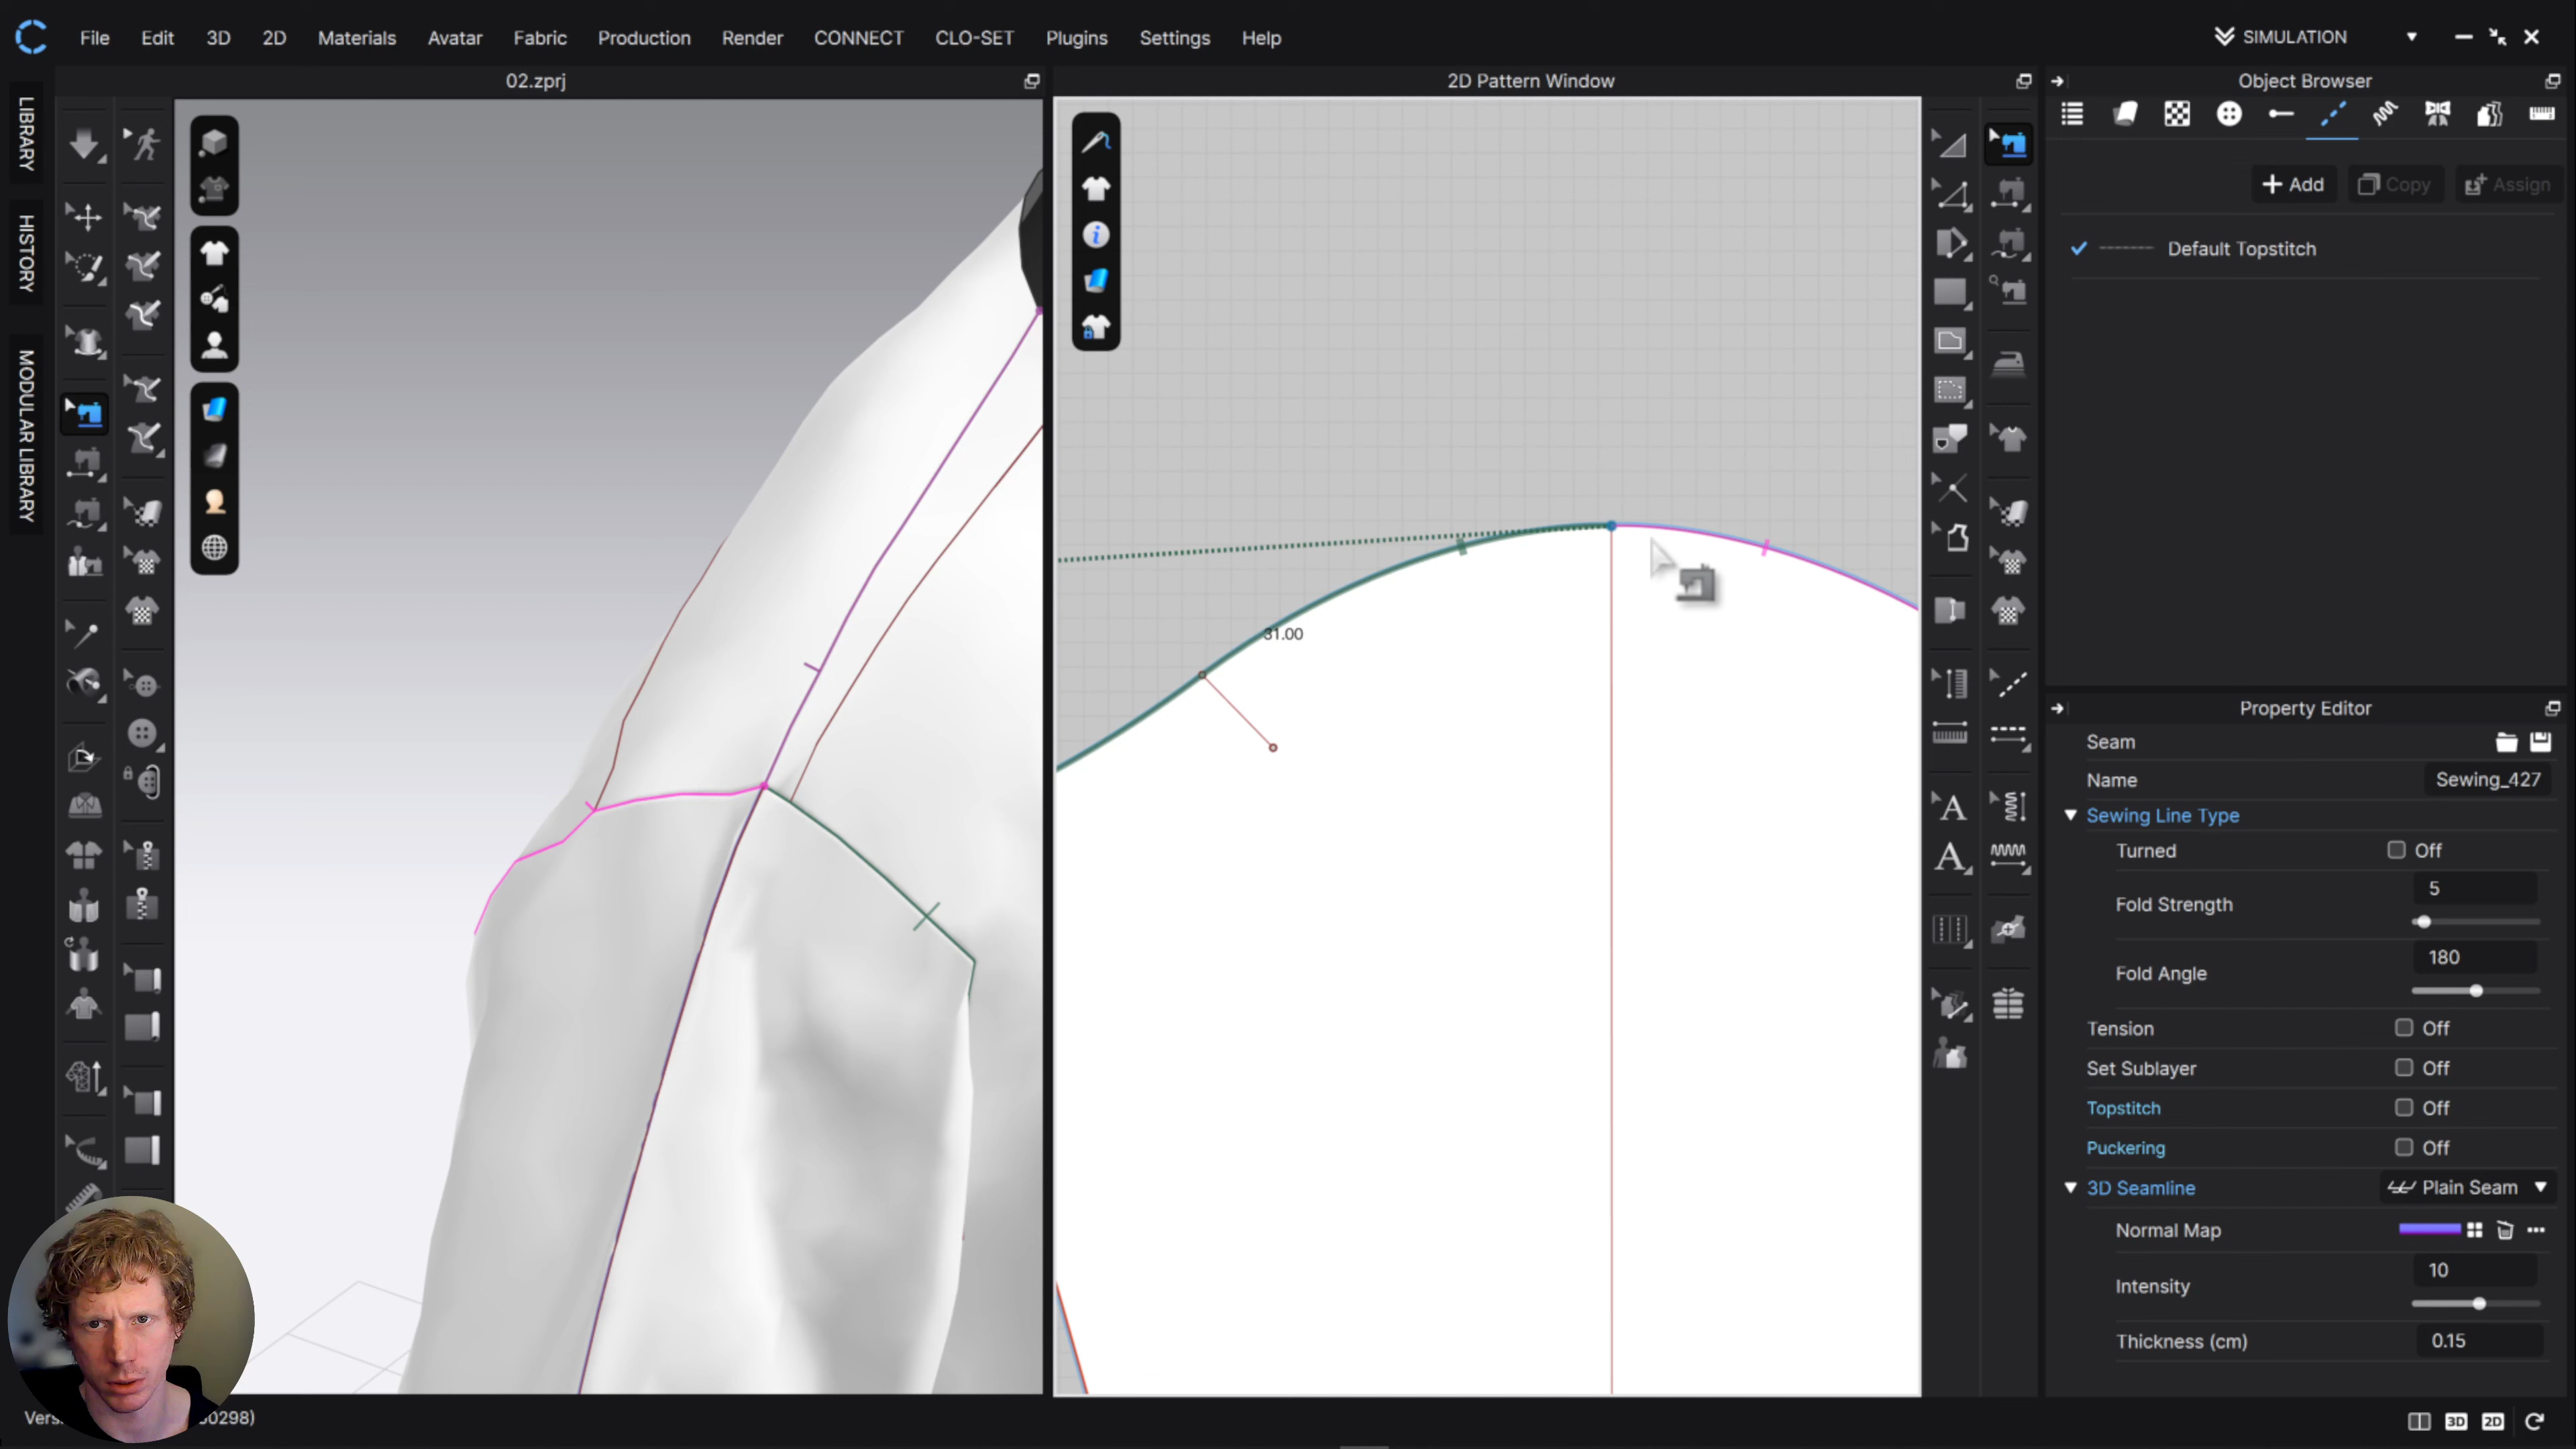 File Edit 3D 2D Materials Avatar Fabric Production Render CONNECT CLO-SET Plugins Settings Help SIMULATION
02.zprj
2D Pattern Window
Object Browser
LIBRARY
HISTORY
MODULAR LIBRARY
Add Copy Assign
Default Topstitch
31.00
Property Editor
Seam
Name Sewing_427
Sewing Line Type
Turned Off
Fold Strength 5
Fold Angle 180
Tension Off
Set Sublayer Off
Topstitch Off
Puckering Off
3D Seamline Plain Seam
Normal Map
Intensity 10
Thickness (cm) 0.15
A
A
3D 2D